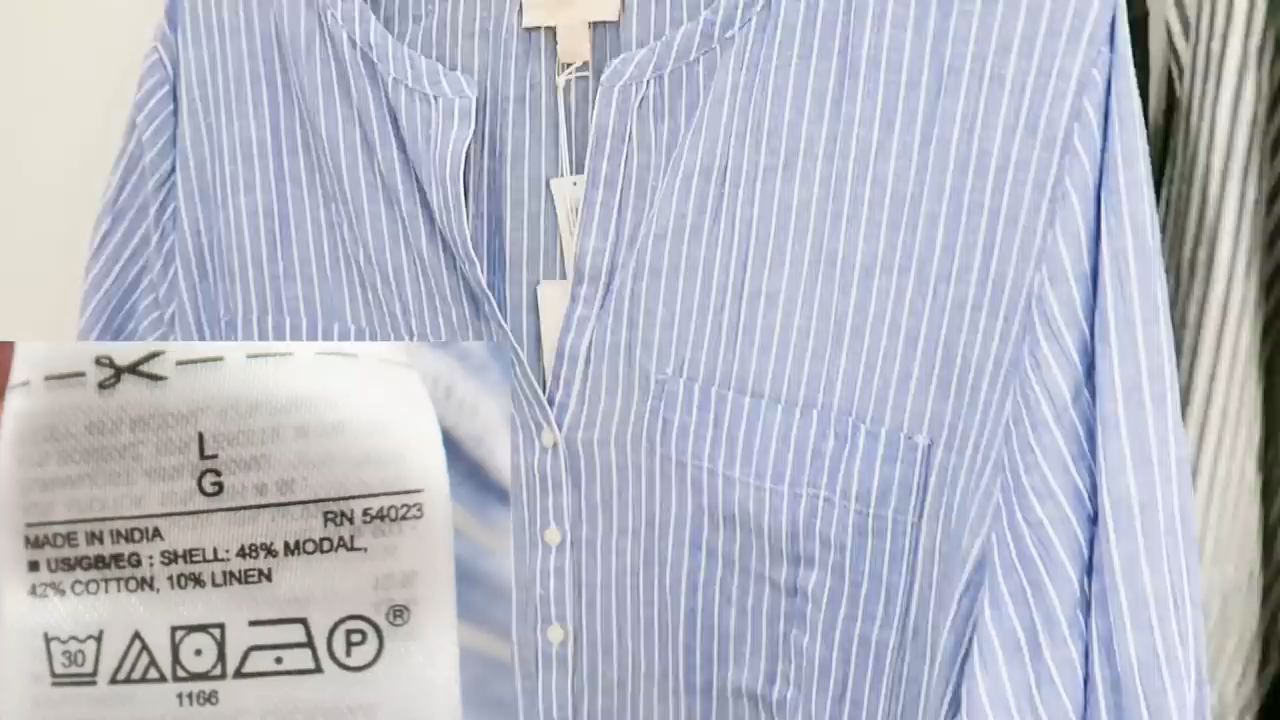 L
G
RN 54023
MADE IN INDIA
■ US/GB/EG : SHELL: 48% MODAL,
42% COTTON, 10% LINEN
30
P®
1166